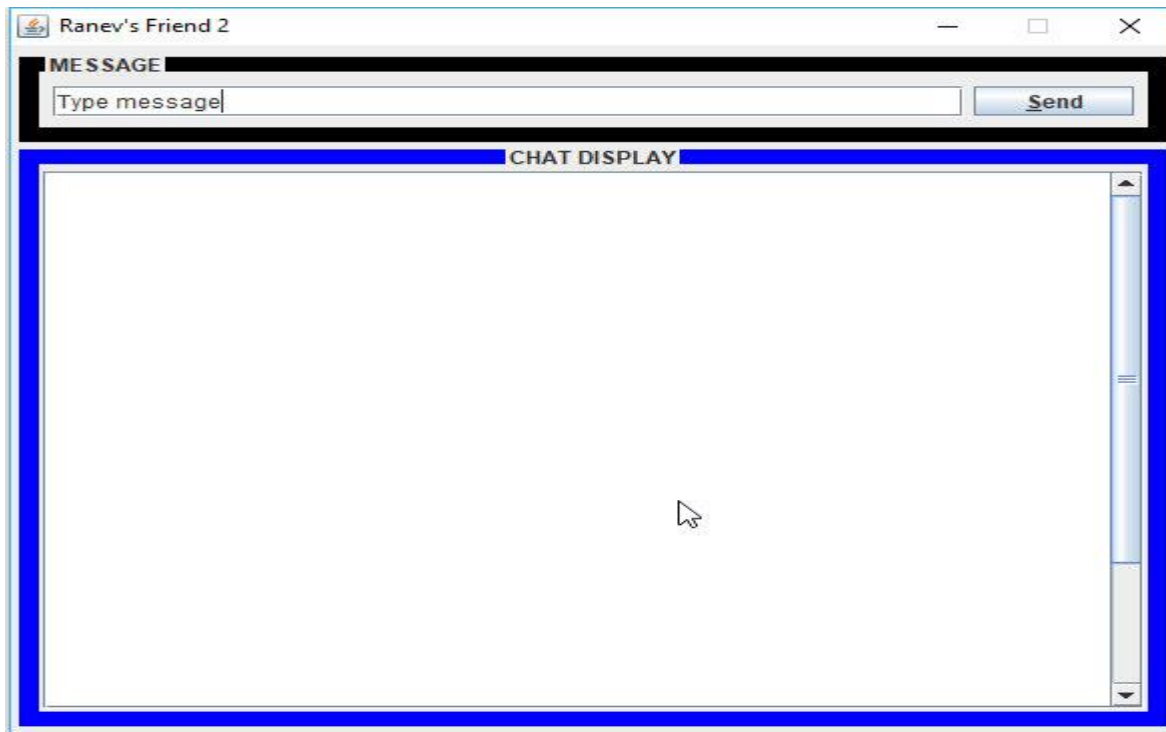 Ranev's Friend 2
MESSAGE
Type message
Send
CHAT DISPLAY